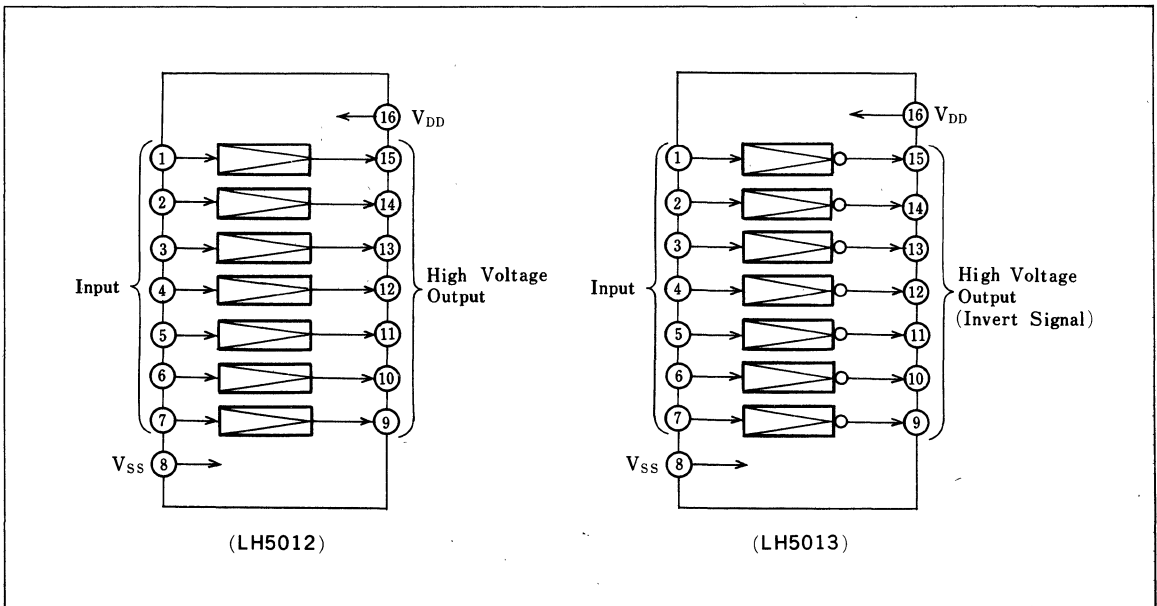 16 V_DD
1 15
2 14
3 13
Input 4 12 High Voltage
Output
5 11
6 10
7 9
V_SS 8
(LH5012)
16 V_DD
1 15
2 14
3 13
Input 4 12 High Voltage
Output
(Invert Signal)
5 11
6 10
7 9
V_SS 8
(LH5013)